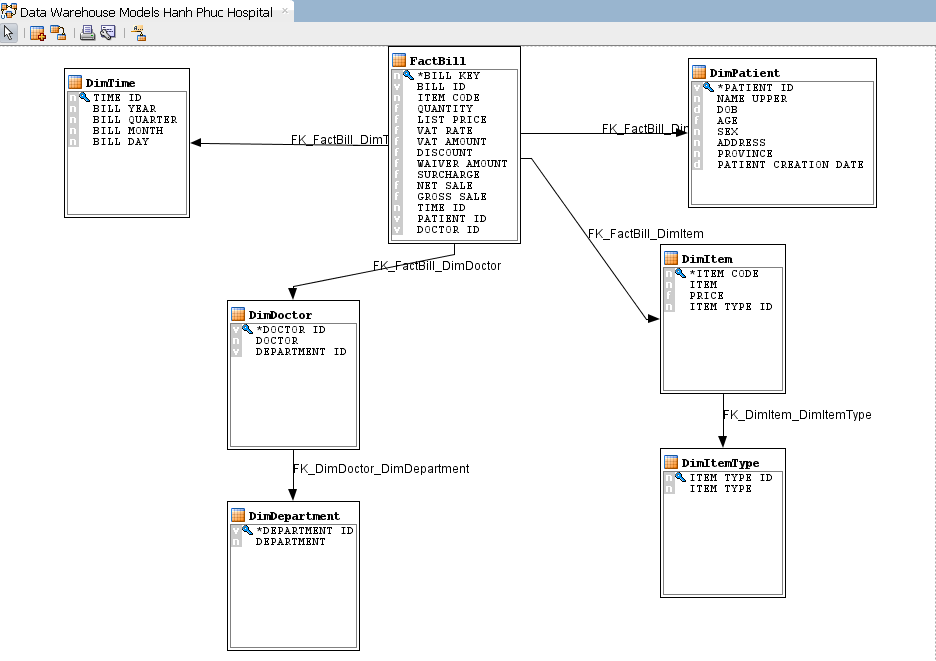 Data Warehouse Models Hanh Phuc Hospital
DimTime
n TIME ID
n BILL YEAR
n BILL QUARTER
n BILL MONTH
n BILL DAY
FK_FactBill_DimT
FactBill
n *BILL KEY
v BILL ID
n ITEM CODE
f QUANTITY
f LIST PRICE
f VAT RATE
f VAT AMOUNT
f DISCOUNT
f WAIVER AMOUNT
f SURCHARGE
f NET SALE
f GROSS SALE
n TIME ID
v PATIENT ID
v DOCTOR ID
FK_FactBill_Dim
DimPatient
v *PATIENT ID
n NAME UPPER
d DOB
f AGE
n SEX
n ADDRESS
n PROVINCE
d PATIENT CREATION DATE
FK_FactBill_DimItem
DimItem
n *ITEM CODE
n ITEM
f PRICE
n ITEM TYPE ID
FK_FactBill_DimDoctor
DimDoctor
v *DOCTOR ID
n DOCTOR
v DEPARTMENT ID
FK_DimItem_DimItemType
DimItemType
n ITEM TYPE ID
n ITEM TYPE
FK_DimDoctor_DimDepartment
DimDepartment
v *DEPARTMENT ID
n DEPARTMENT